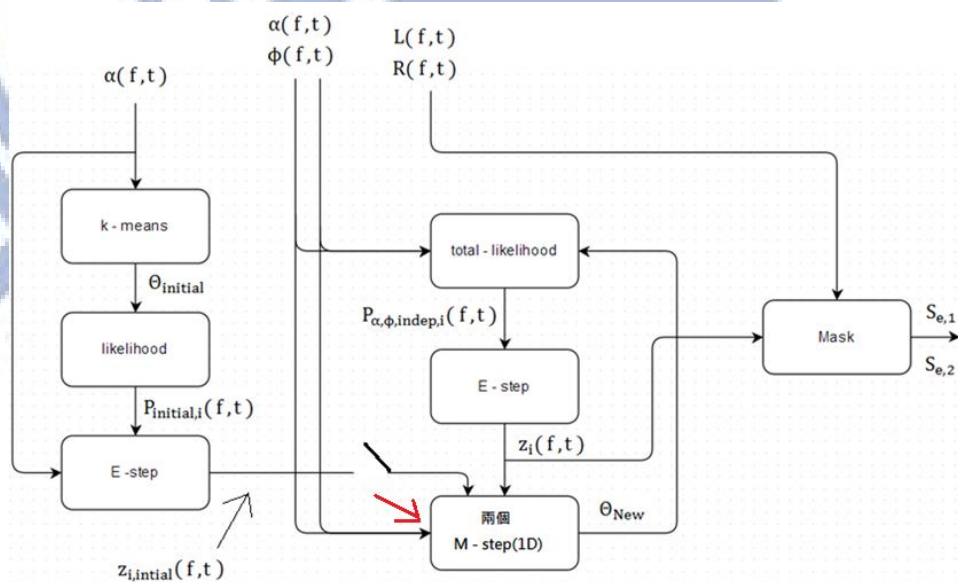 α(f,t)
ϕ(f,t)
L(f,t)
R(f,t)
α(f,t)
k - means
Θinitial
likelihood
Pinitial,i(f,t)
E -step
zi,intial(f,t)
total - likelihood
Pα,ϕ,indep,i(f,t)
E - step
zi(f,t)
兩個
M - step(1D)
ΘNew
Mask
Se,1
Se,2